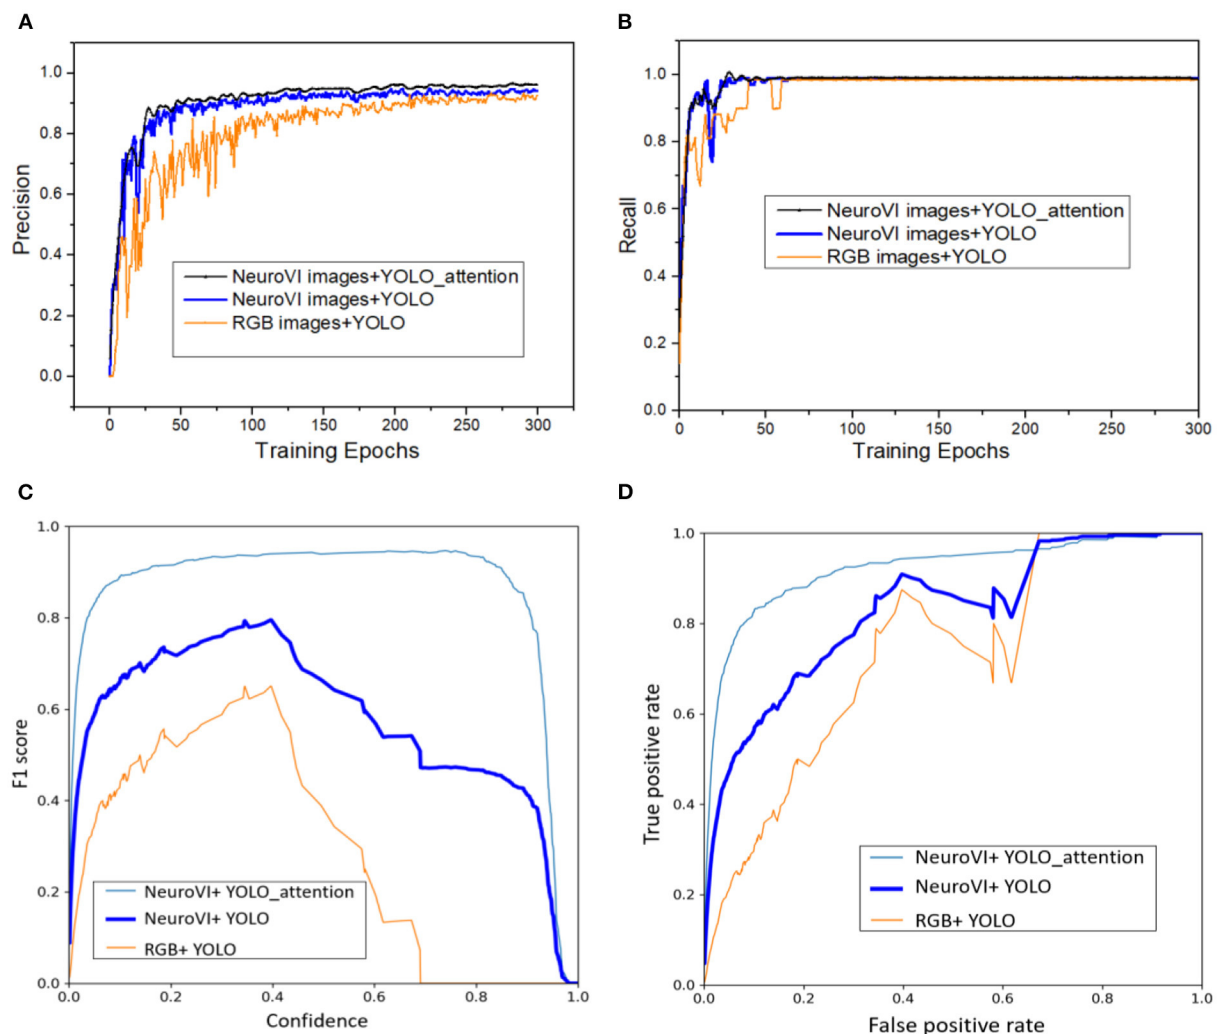 A
1.0
0.8
0.6
0.4
0.2
0.0
Precision
NeuroVI images+YOLO_attention
NeuroVI images+YOLO
RGB images+YOLO
0 50 100 150 200 250 300
Training Epochs
B
1.0
0.8
0.6
0.4
0.2
0.0
Recall
NeuroVI images+YOLO_attention
NeuroVI images+YOLO
RGB images+YOLO
0 50 100 150 200 250 300
Training Epochs
C
1.0
0.8
0.6
0.4
0.2
0.0
F1 score
NeuroVI+ YOLO_attention
NeuroVI+ YOLO
RGB+ YOLO
0.0 0.2 0.4 0.6 0.8 1.0
Confidence
D
1.0
0.8
0.6
0.4
0.2
0.0
True positive rate
NeuroVI+ YOLO_attention
NeuroVI+ YOLO
RGB+ YOLO
0.0 0.2 0.4 0.6 0.8 1.0
False positive rate